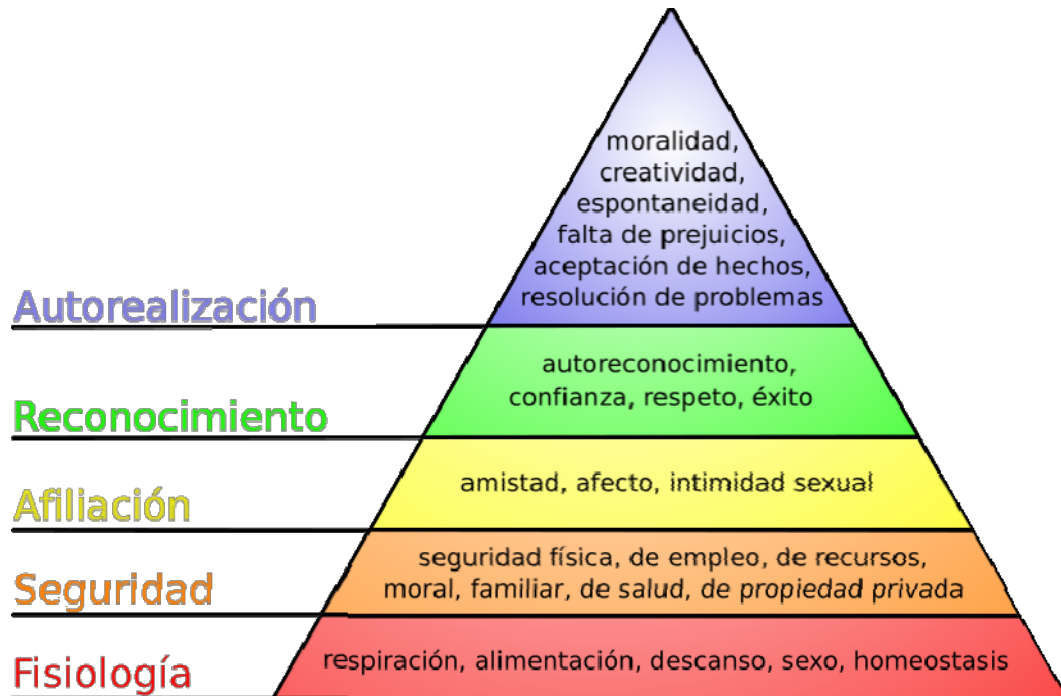 moralidad,
creatividad,
espontaneidad,
falta de prejuicios,
aceptación de hechos,
resolución de problemas
Autorealización
autoreconocimiento,
confianza, respeto, éxito
Reconocimiento
amistad, afecto, intimidad sexual
Afiliación
seguridad física, de empleo, de recursos,
moral, familiar, de salud, de propiedad privada
Seguridad
respiración, alimentación, descanso, sexo, homeostasis
Fisiología